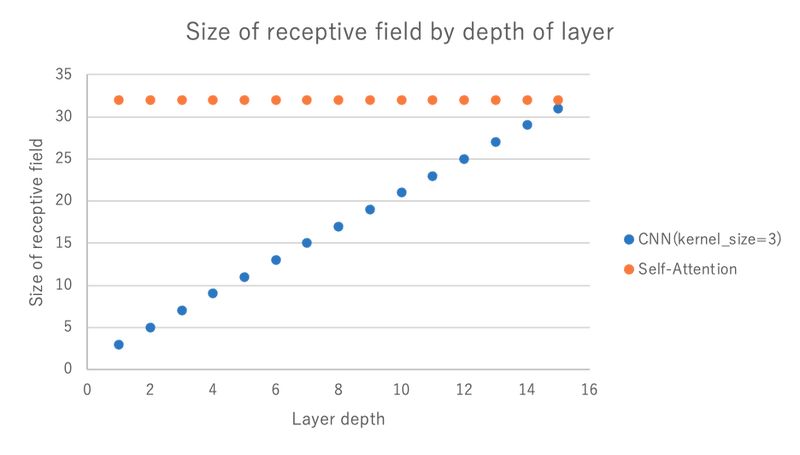 Size of receptive field by depth of layer
35
30
25
20
15
10
5
0
Size of receptive field
0 2 4 6 8 10 12 14 16
Layer depth
CNN(kernel_size=3)
Self-Attention